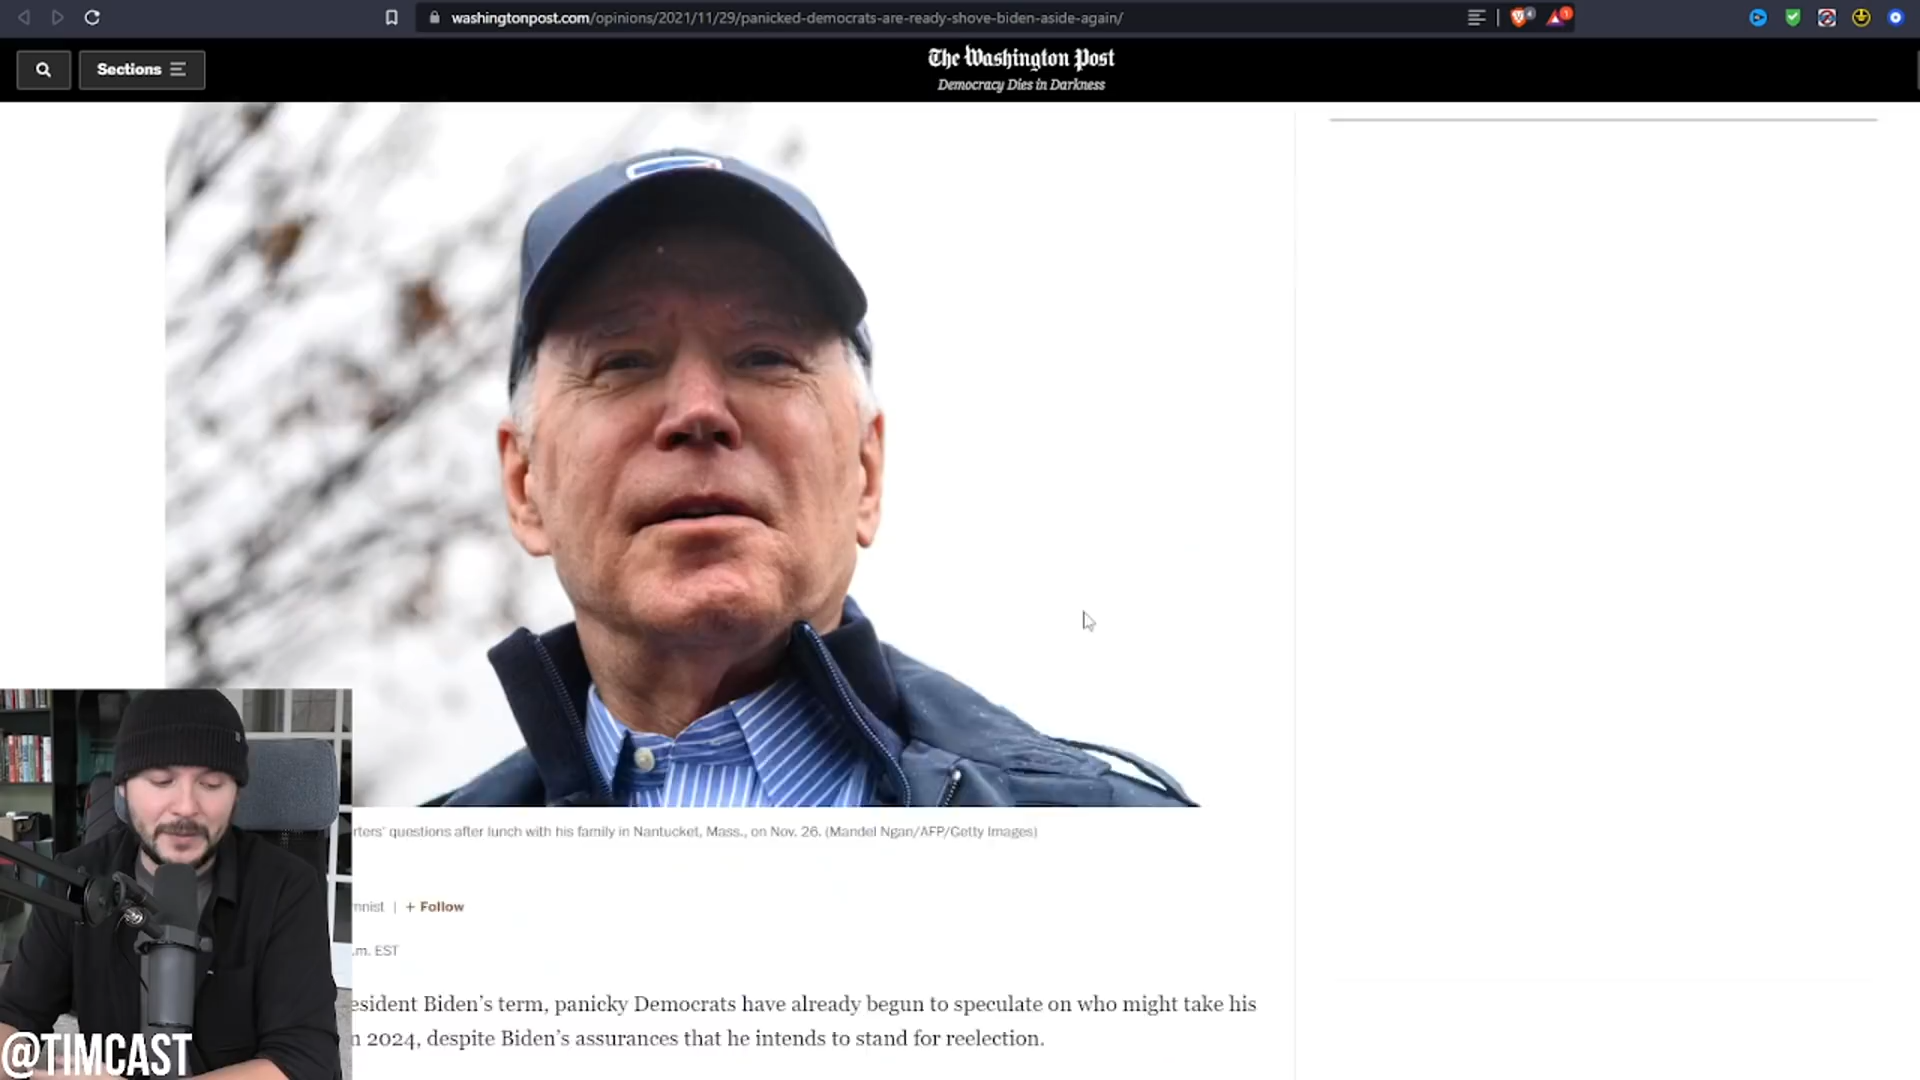 washingtonpost.com/opinions/2021/11/29/panicked-democrats-are-ready-shove-biden-aside-again/
Sections
The Washington Post
Democracy Dies in Darkness
rters' questions after lunch with his family in Nantucket, Mass., on Nov. 26. (Mandel Ngan/AFP/Getty Images)
mnist | + Follow
.m. EST
esident Biden's term, panicky Democrats have already begun to speculate on who might take his
n 2024, despite Biden's assurances that he intends to stand for reelection.
@TIMCAST